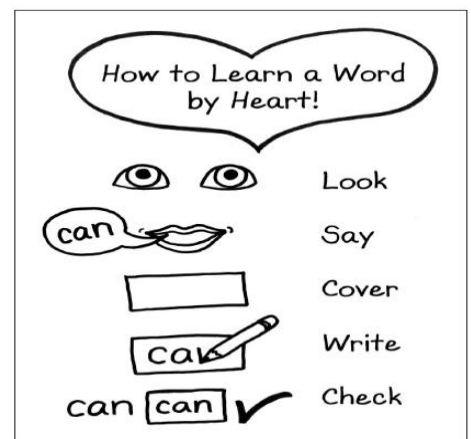 How to Learn a Word
by Heart!
Look
can Say
Cover
ca Write
can can Check